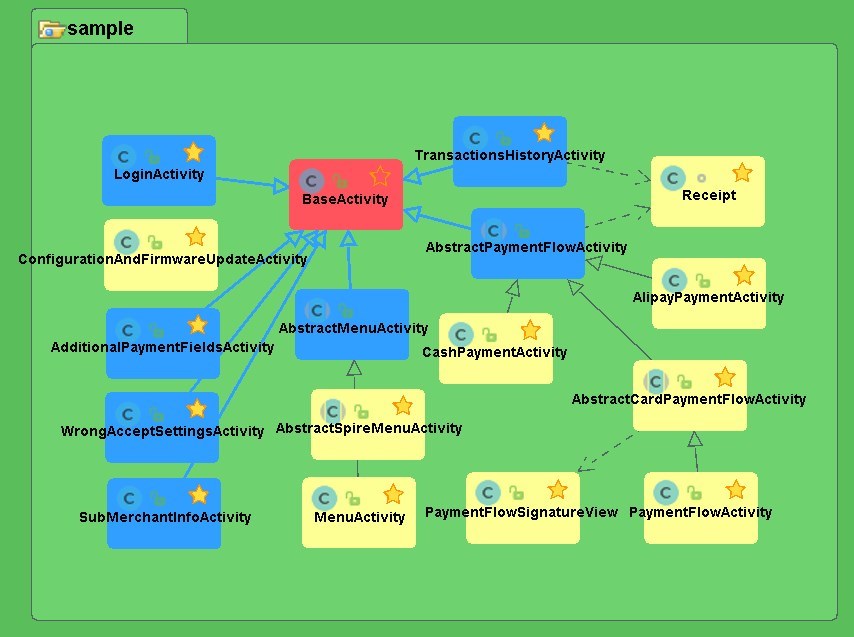 sample
TransactionsHistoryActivity
LoginActivity
BaseActivity
Receipt
AbstractPaymentFlowActivity
ConfigurationAndFirmwareUpdateActivity
AlipayPaymentActivity
AbstractMenuActivity
AdditionalPaymentFieldsActivity
CashPaymentActivity
AbstractCardPaymentFlowActivity
WrongAcceptSettingsActivity
AbstractSpireMenuActivity
SubMerchantInfoActivity
MenuActivity
PaymentFlowSignatureView
PaymentFlowActivity